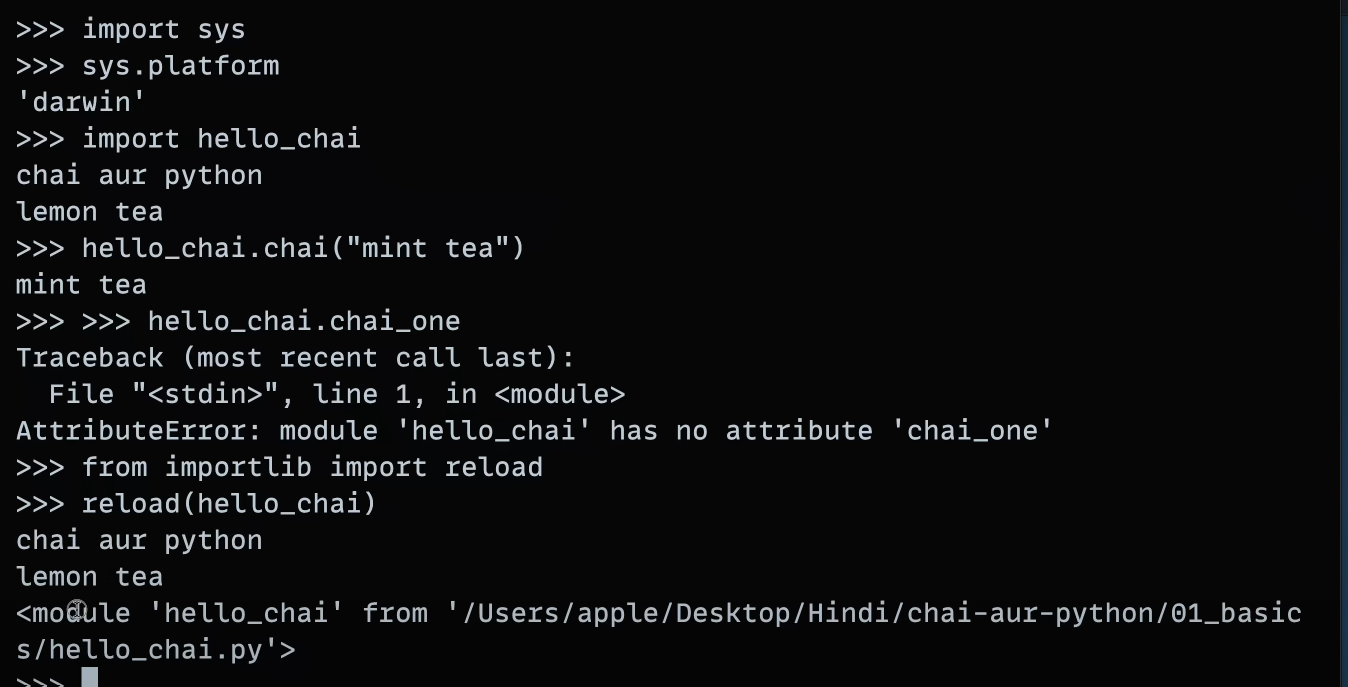 >>> import sys
>>> sys.platform
'darwin'
>>> import hello_chai
chai aur python
lemon tea
>>> hello_chai.chai("mint tea")
mint tea
>>> >>> hello_chai.chai_one
Traceback (most recent call last):
  File "<stdin>", line 1, in <module>
AttributeError: module 'hello_chai' has no attribute 'chai_one'
>>> from importlib import reload
>>> reload(hello_chai)
chai aur python
lemon tea
<module 'hello_chai' from '/Users/apple/Desktop/Hindi/chai-aur-python/01_basic
s/hello_chai.py'>
>>>